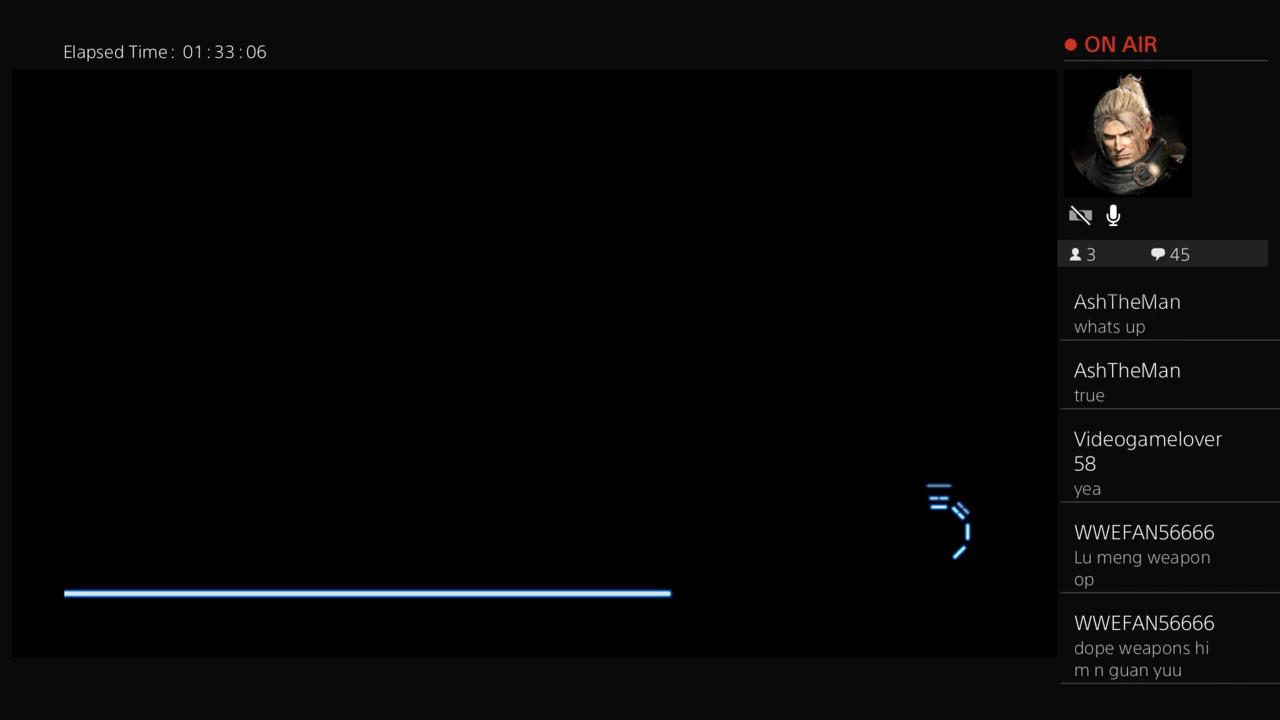 Elapsed Time: 01:33:06
ON AIR
3 45
AshTheMan
whats up
AshTheMan
true
Videogamelover
58
yea
WWEFAN56666
Lu meng weapon
op
WWEFAN56666
dope weapons hi
m n guan yuu